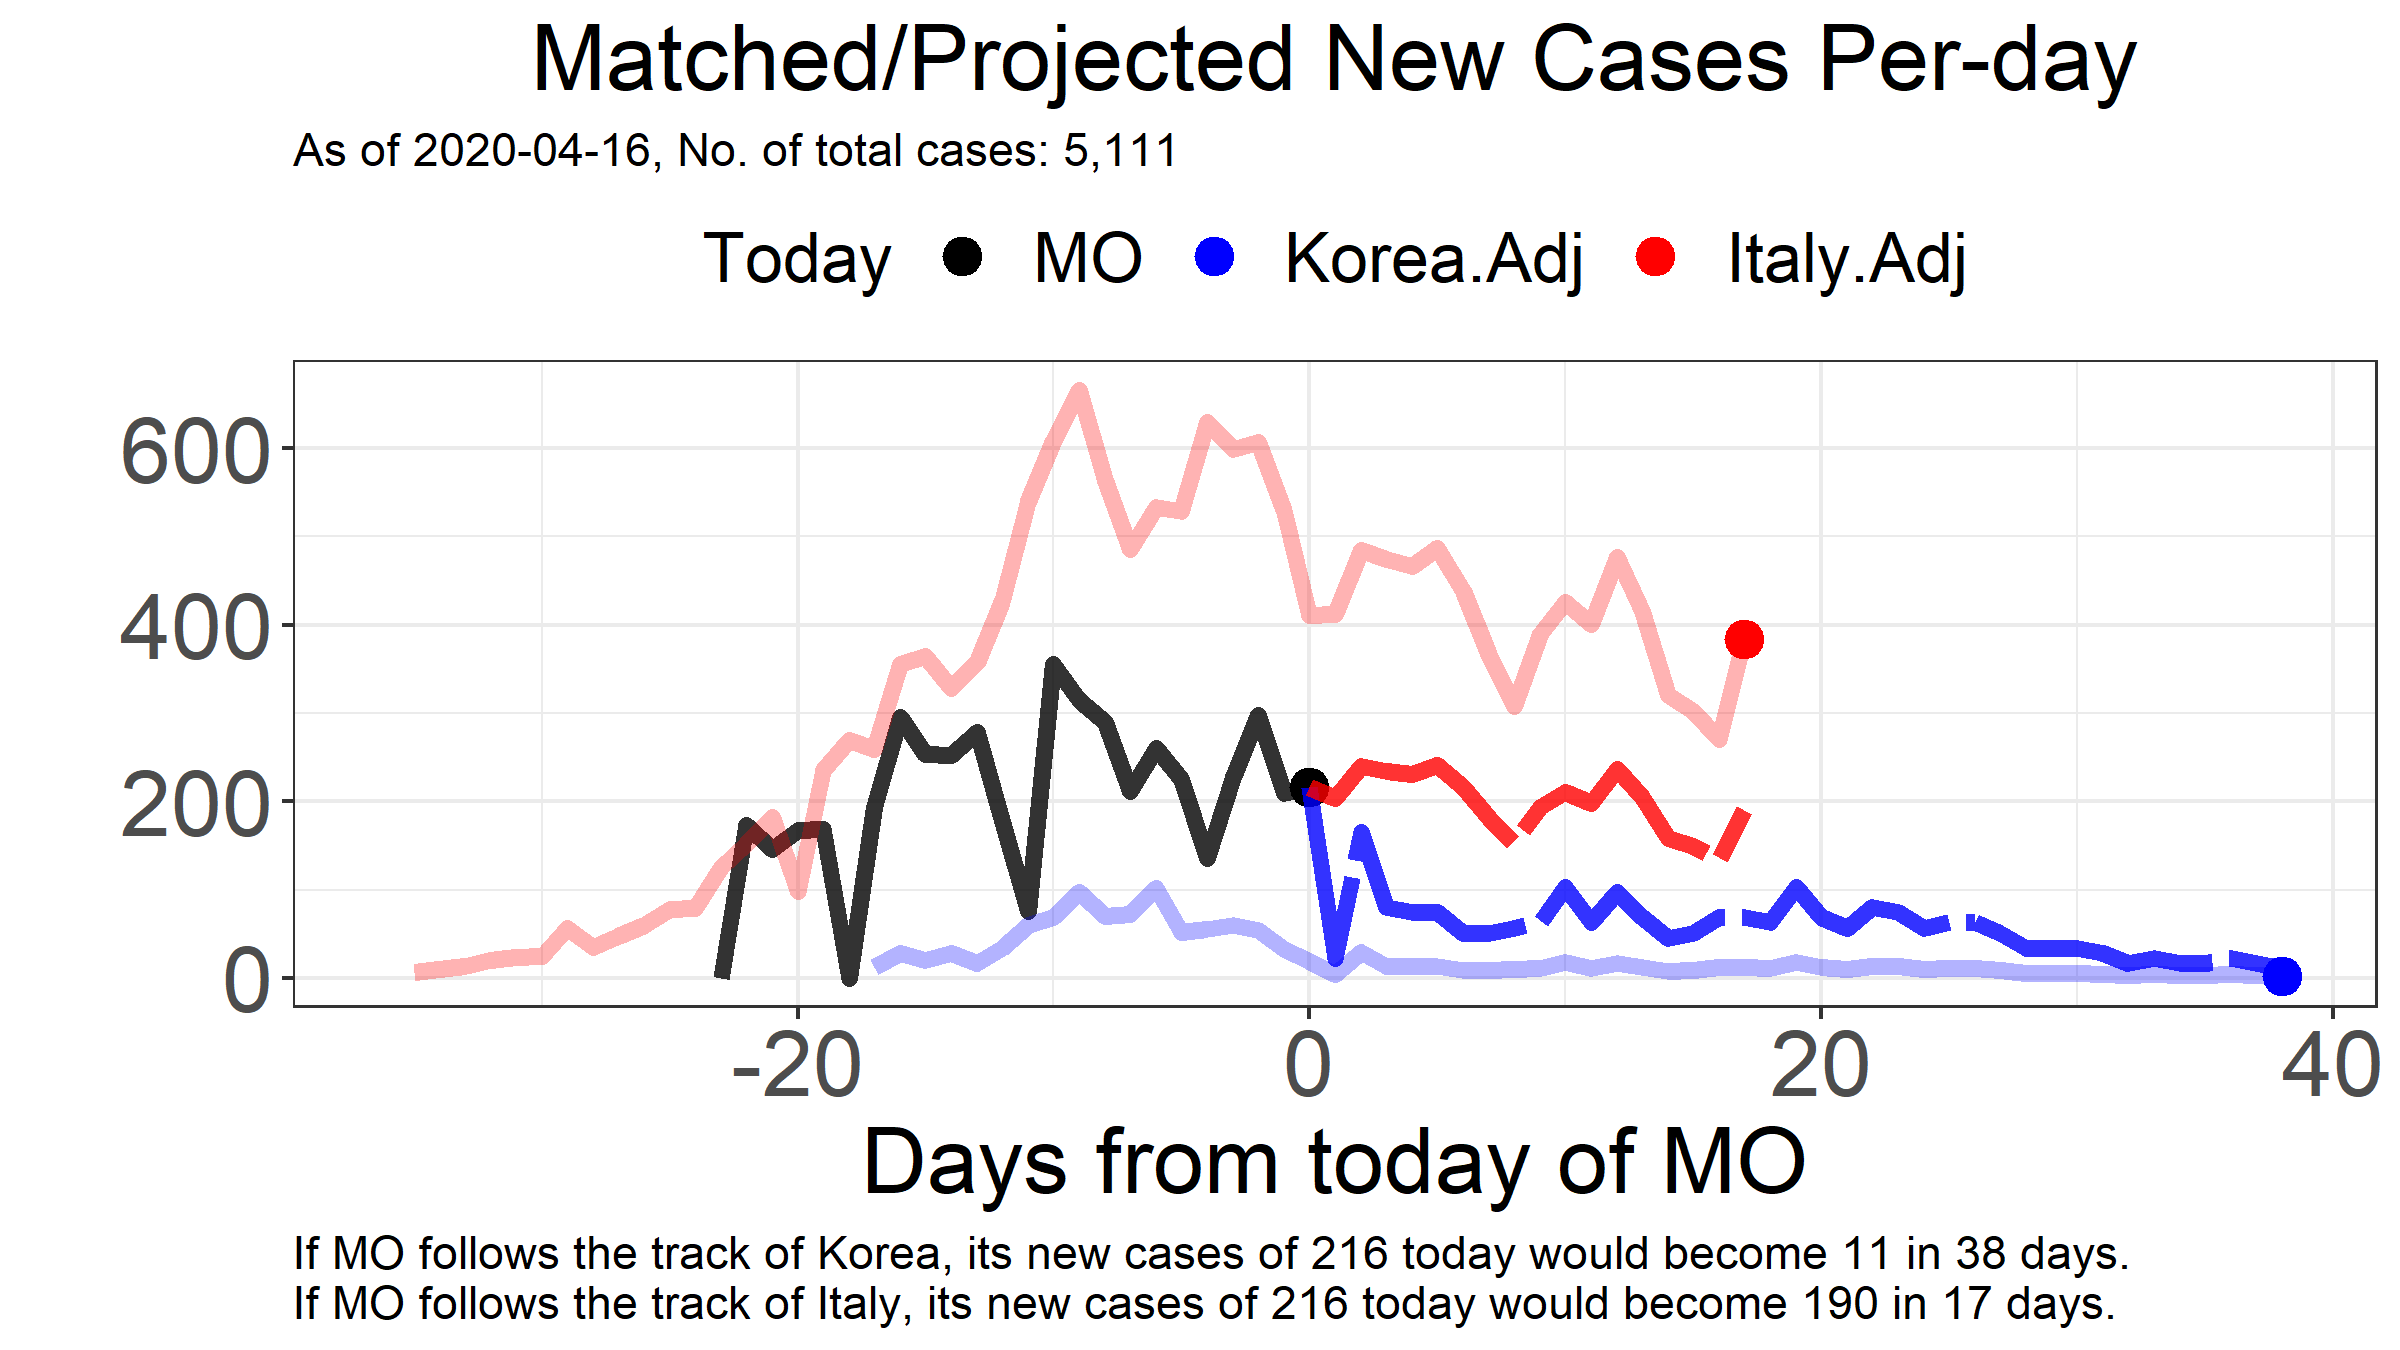 Matched/Projected New Cases Per-day
As of 2020-04-16, No. of total cases: 5,111
Today MO Korea.Adj Italy.Adj
600
400
200
0
-20 0 20 40
Days from today of MO
If MO follows the track of Korea, its new cases of 216 today would become 11 in 38 days.
If MO follows the track of Italy, its new cases of 216 today would become 190 in 17 days.